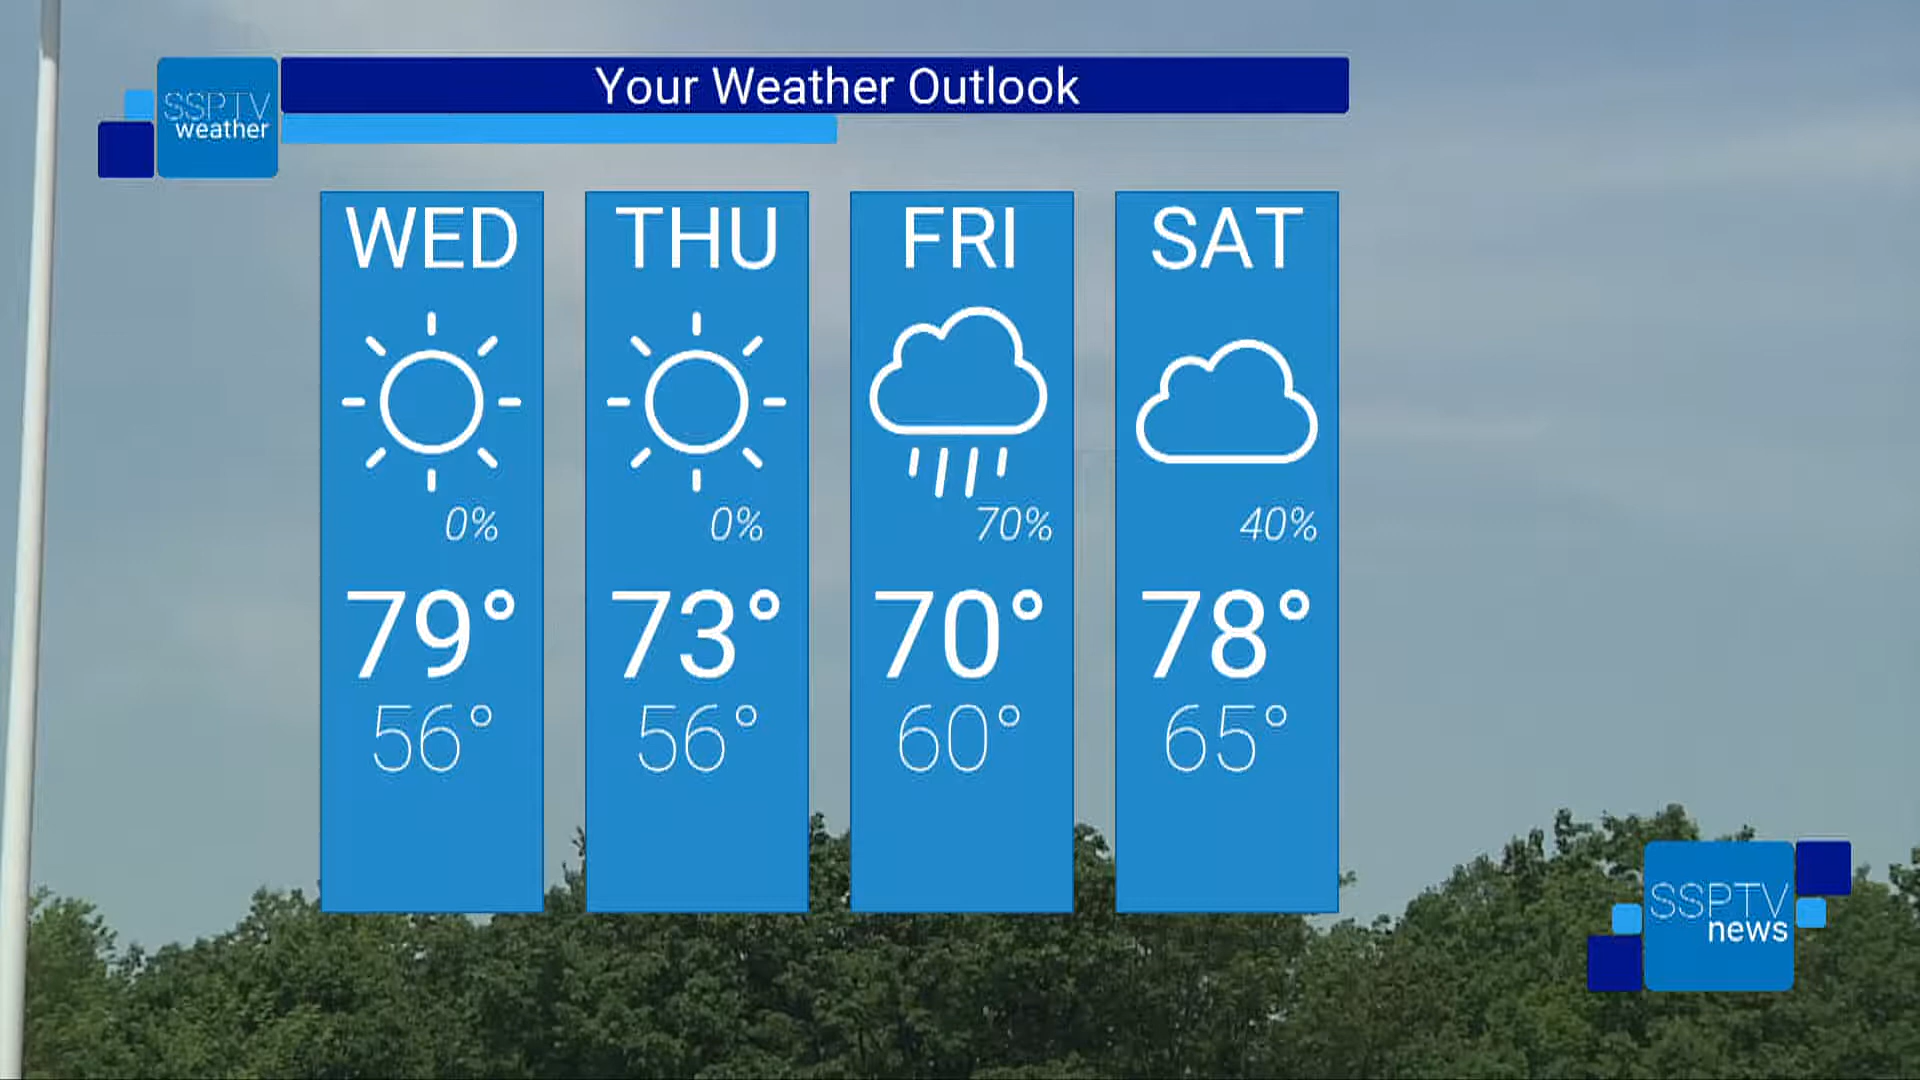 SSPTV
weather
Your Weather Outlook
WED
0%
79°
56°
THU
0%
73°
56°
FRI
70%
70°
60°
SAT
40%
78°
65°
SSPTV
news